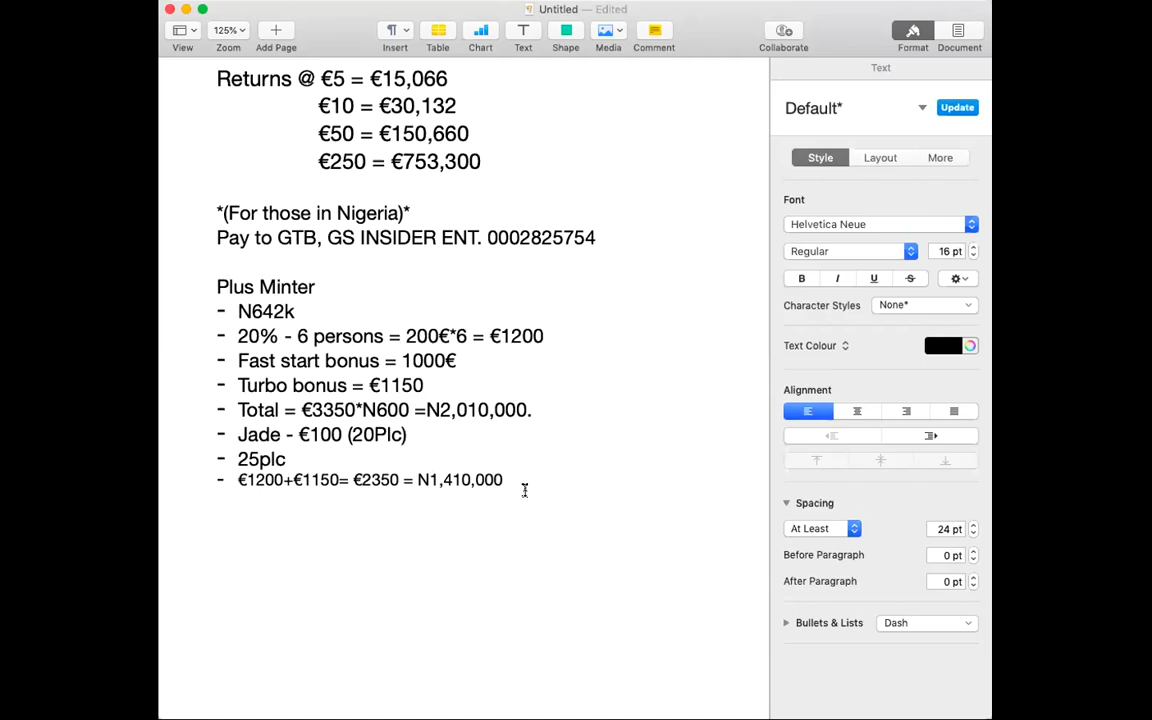 Untitled — Edited
125%
View
Zoom
Add Page
Insert
Table
Chart
Text
Shape
Media
Comment
Collaborate
Format
Document
Returns @ €5 = €15,066
€10 = €30,132
€50 = €150,660
€250 = €753,300
*(For those in Nigeria)*
Pay to GTB, GS INSIDER ENT. 0002825754
Plus Minter
- N642k
- 20% - 6 persons = 200€*6 = €1200
- Fast start bonus = 1000€
- Turbo bonus = €1150
- Total = €3350*N600 =N2,010,000.
- Jade - €100 (20Plc)
- 25plc
- €1200+€1150= €2350 = N1,410,000
Text
Default*
Update
Style
Layout
More
Font
Helvetica Neue
Regular
16 pt
B I U S
Character Styles
None*
Text Colour
Alignment
Spacing
At Least
24 pt
Before Paragraph
0 pt
After Paragraph
0 pt
Bullets & Lists
Dash